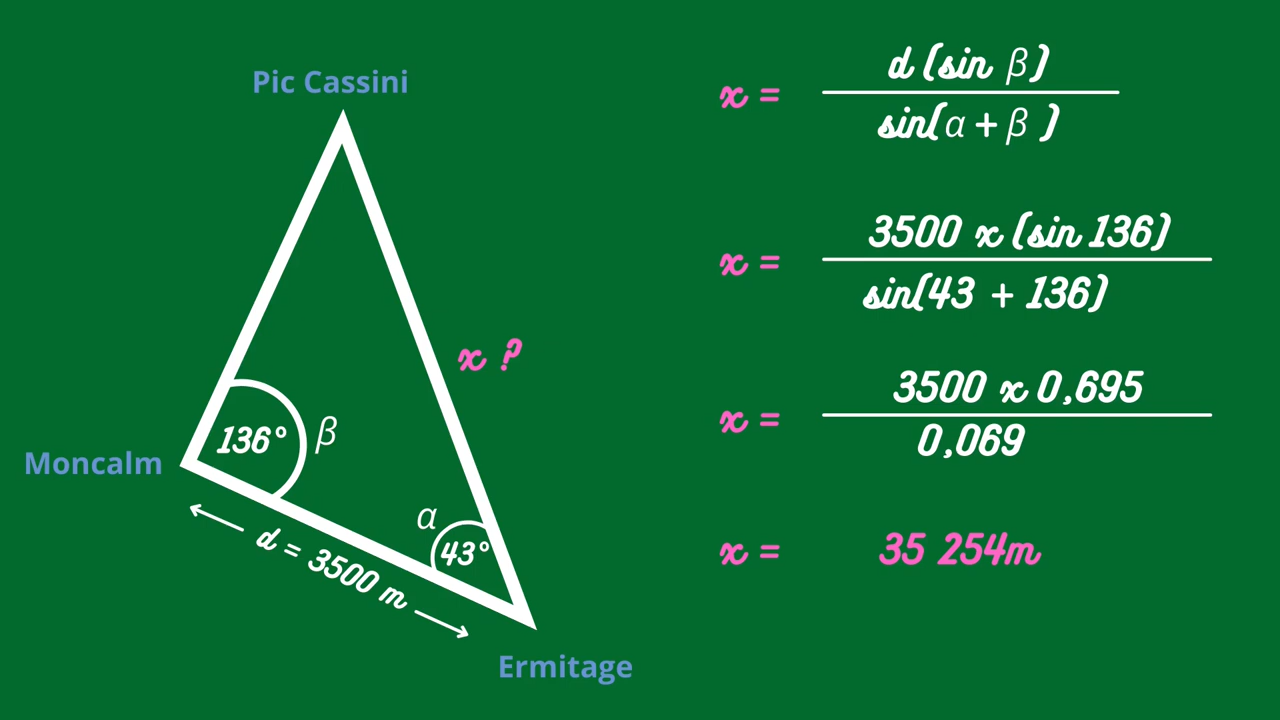 Pic Cassini
x ?
136° β
Moncalm
α
43°
d = 3500 m
Ermitage
x = d (sin β)
sin(α + β )
x = 3500 x (sin 136)
sin(43 + 136)
x = 3500 x 0,695
0,069
x = 35 254m